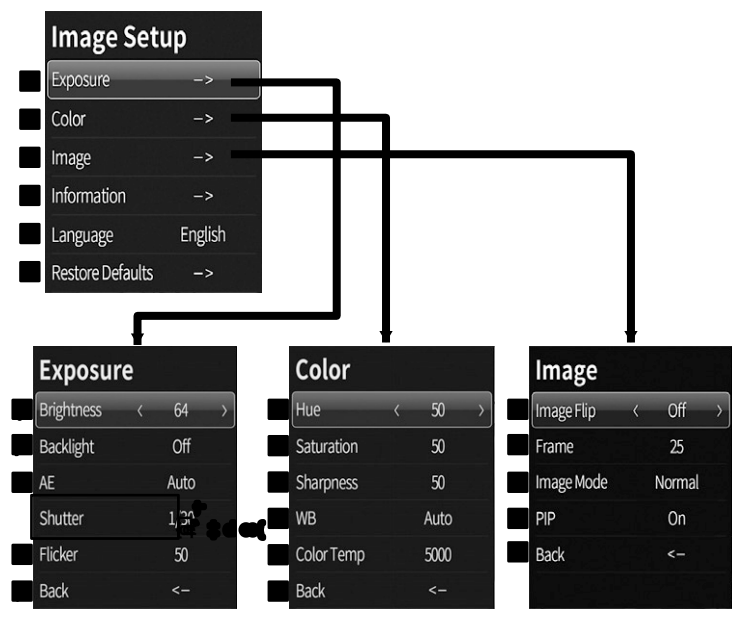 Image Setup
Exposure -->
Color -->
Image -->
Information -->
Language English
Restore Defaults -->
Exposure
Brightness < 64 >
Backlight Off
AE Auto
Shutter 1/30
Flicker 50
Back <--
Color
Hue < 50 >
Saturation 50
Sharpness 50
WB Auto
Color Temp 5000
Back <--
Image
Image Flip < Off >
Frame 25
Image Mode Normal
PIP On
Back <--